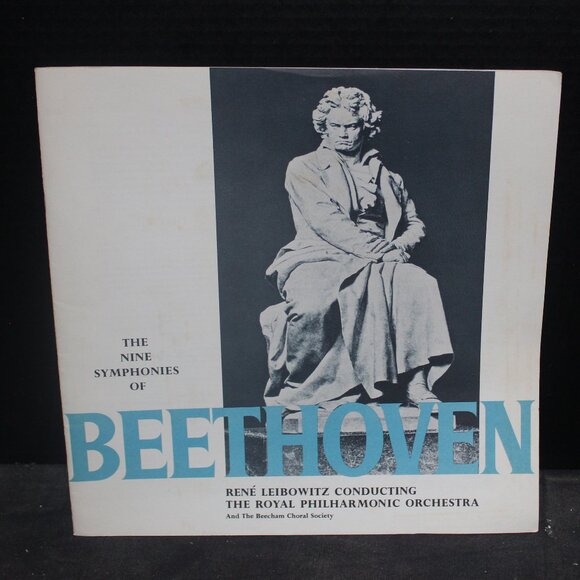 THE
NINE
SYMPHONIES
OF
BEETHOVEN
RENÉ LEIBOWITZ CONDUCTING
THE ROYAL PHILHARMONIC ORCHESTRA
And The Beecham Choral Society